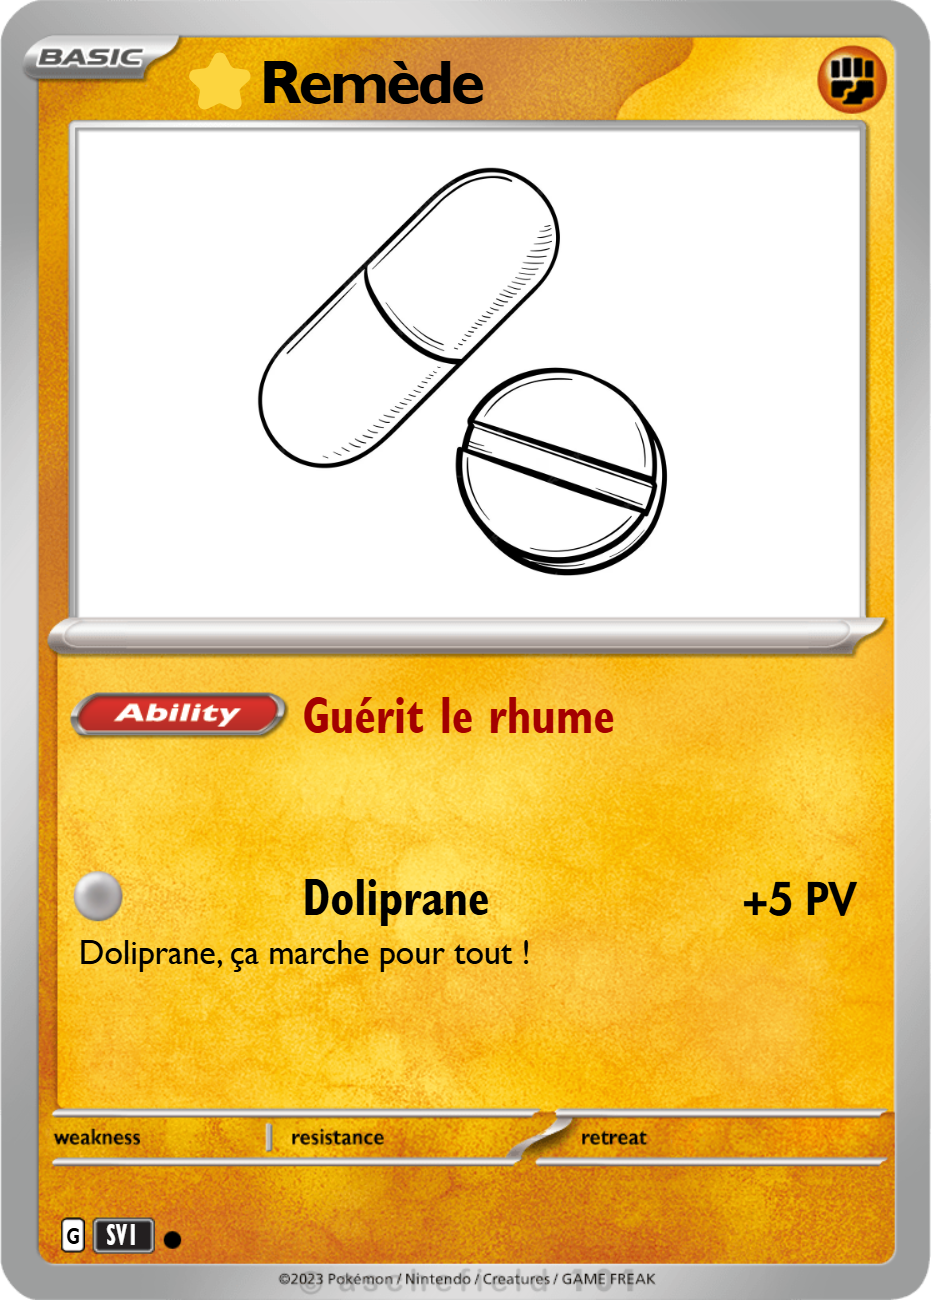 BASIC
Remède
Ability Guérit le rhume
Doliprane +5 PV
Doliprane, ça marche pour tout !
weakness resistance retreat
G SVI
©2023 Pokémon / Nintendo / Creatures / GAME FREAK